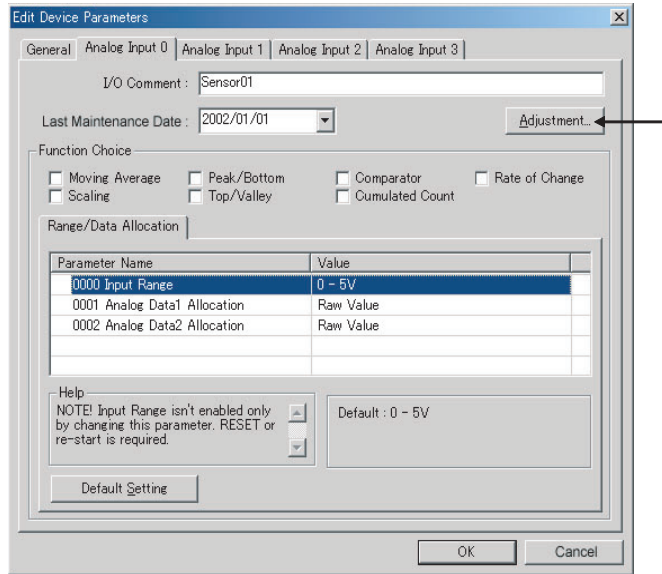 Edit Device Parameters
General Analog Input 0 Analog Input 1 Analog Input 2 Analog Input 3
I/O Comment : Sensor01
Last Maintenance Date : 2002/01/01 Adjustment...
Function Choice
Moving Average Peak/Bottom Comparator Rate of Change
Scaling Top/Valley Cumulated Count
Range/Data Allocation
Parameter Name Value
0000 Input Range 0 - 5V
0001 Analog Data1 Allocation Raw Value
0002 Analog Data2 Allocation Raw Value
Help
NOTE! Input Range isn't enabled only
by changing this parameter. RESET or
re-start is required.
Default : 0 - 5V
Default Setting
OK Cancel